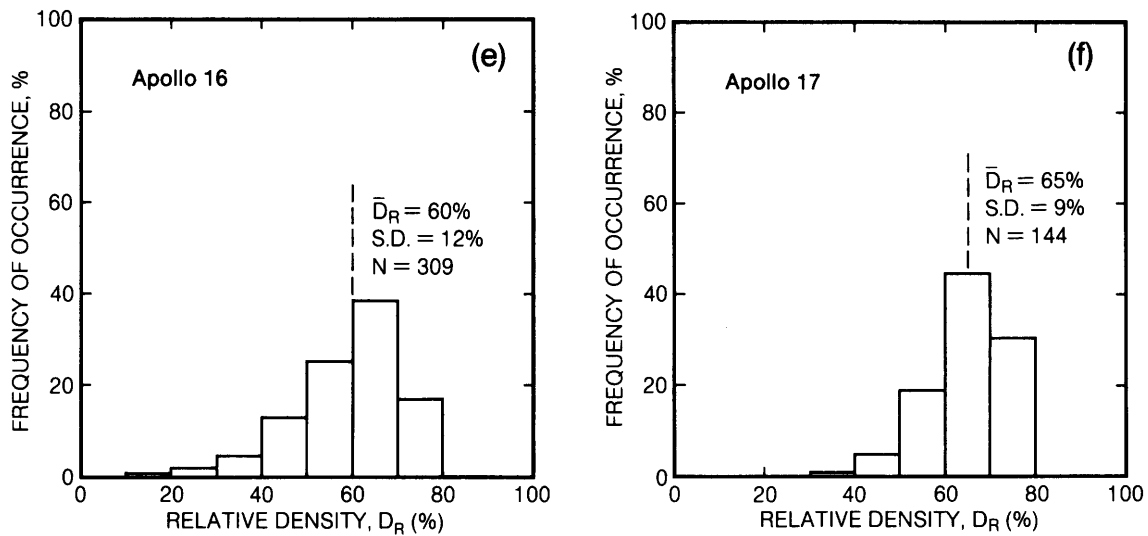 (e)
Apollo 16
D̄R = 60%
S.D. = 12%
N = 309
FREQUENCY OF OCCURRENCE, %
100
80
60
40
20
0
0 20 40 60 80 100
RELATIVE DENSITY, DR (%)
(f)
Apollo 17
D̄R = 65%
S.D. = 9%
N = 144
FREQUENCY OF OCCURRENCE, %
100
80
60
40
20
0
0 20 40 60 80 100
RELATIVE DENSITY, DR (%)